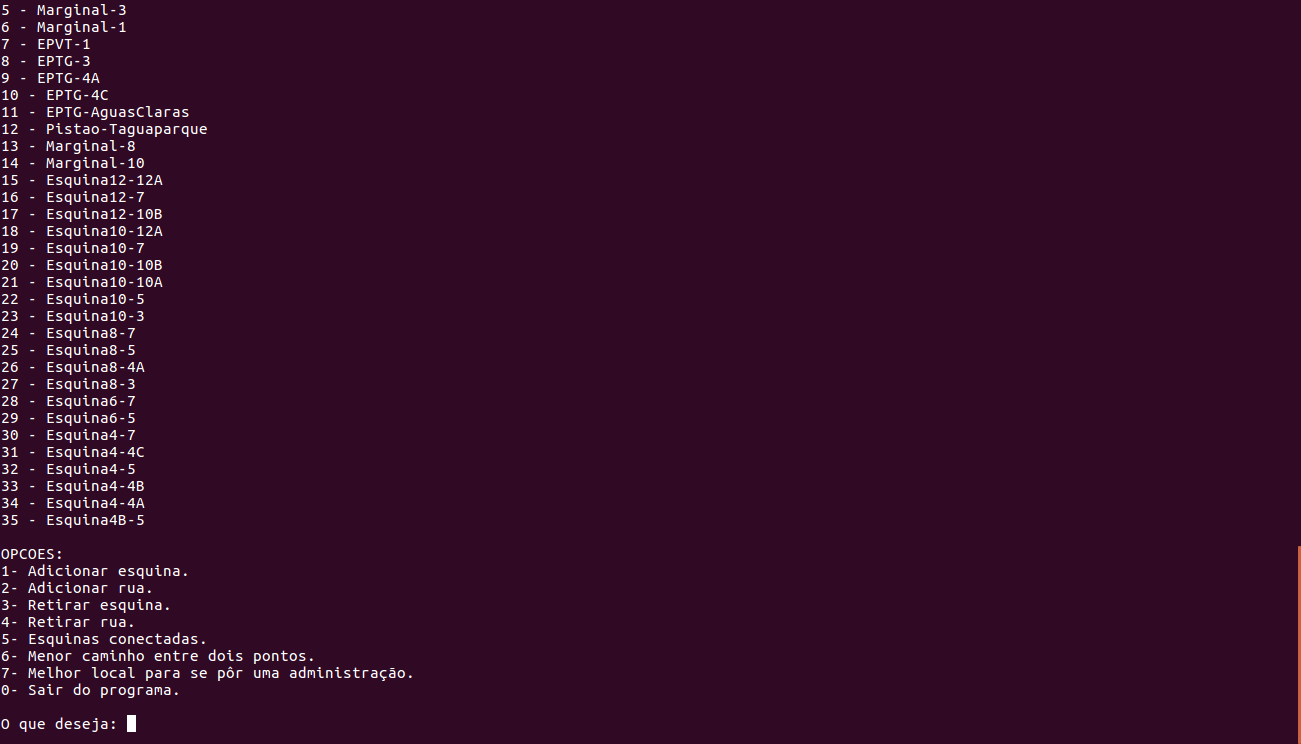 5 - Marginal-3
6 - Marginal-1
7 - EPVT-1
8 - EPTG-3
9 - EPTG-4A
10 - EPTG-4C
11 - EPTG-AguasClaras
12 - Pistao-Taguaparque
13 - Marginal-8
14 - Marginal-10
15 - Esquina12-12A
16 - Esquina12-7
17 - Esquina12-10B
18 - Esquina10-12A
19 - Esquina10-7
20 - Esquina10-10B
21 - Esquina10-10A
22 - Esquina10-5
23 - Esquina10-3
24 - Esquina8-7
25 - Esquina8-5
26 - Esquina8-4A
27 - Esquina8-3
28 - Esquina6-7
29 - Esquina6-5
30 - Esquina4-7
31 - Esquina4-4C
32 - Esquina4-5
33 - Esquina4-4B
34 - Esquina4-4A
35 - Esquina4B-5
OPCOES:
1- Adicionar esquina.
2- Adicionar rua.
3- Retirar esquina.
4- Retirar rua.
5- Esquinas conectadas.
6- Menor caminho entre dois pontos.
7- Melhor local para se pôr uma administração.
0- Sair do programa.
O que deseja: